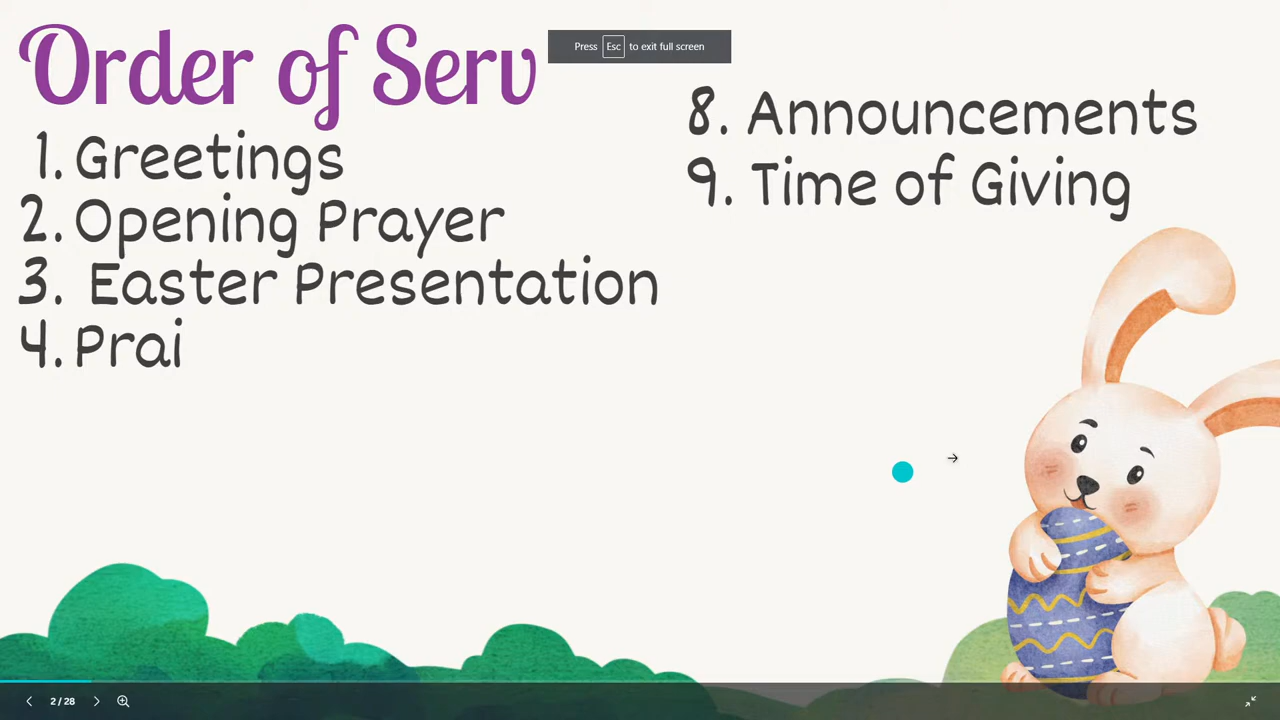 Order of Serv
1. Greetings
2. Opening Prayer
3. Easter Presentation
4. Prai
8. Announcements
9. Time of Giving
Press Esc to exit full screen
2 / 28